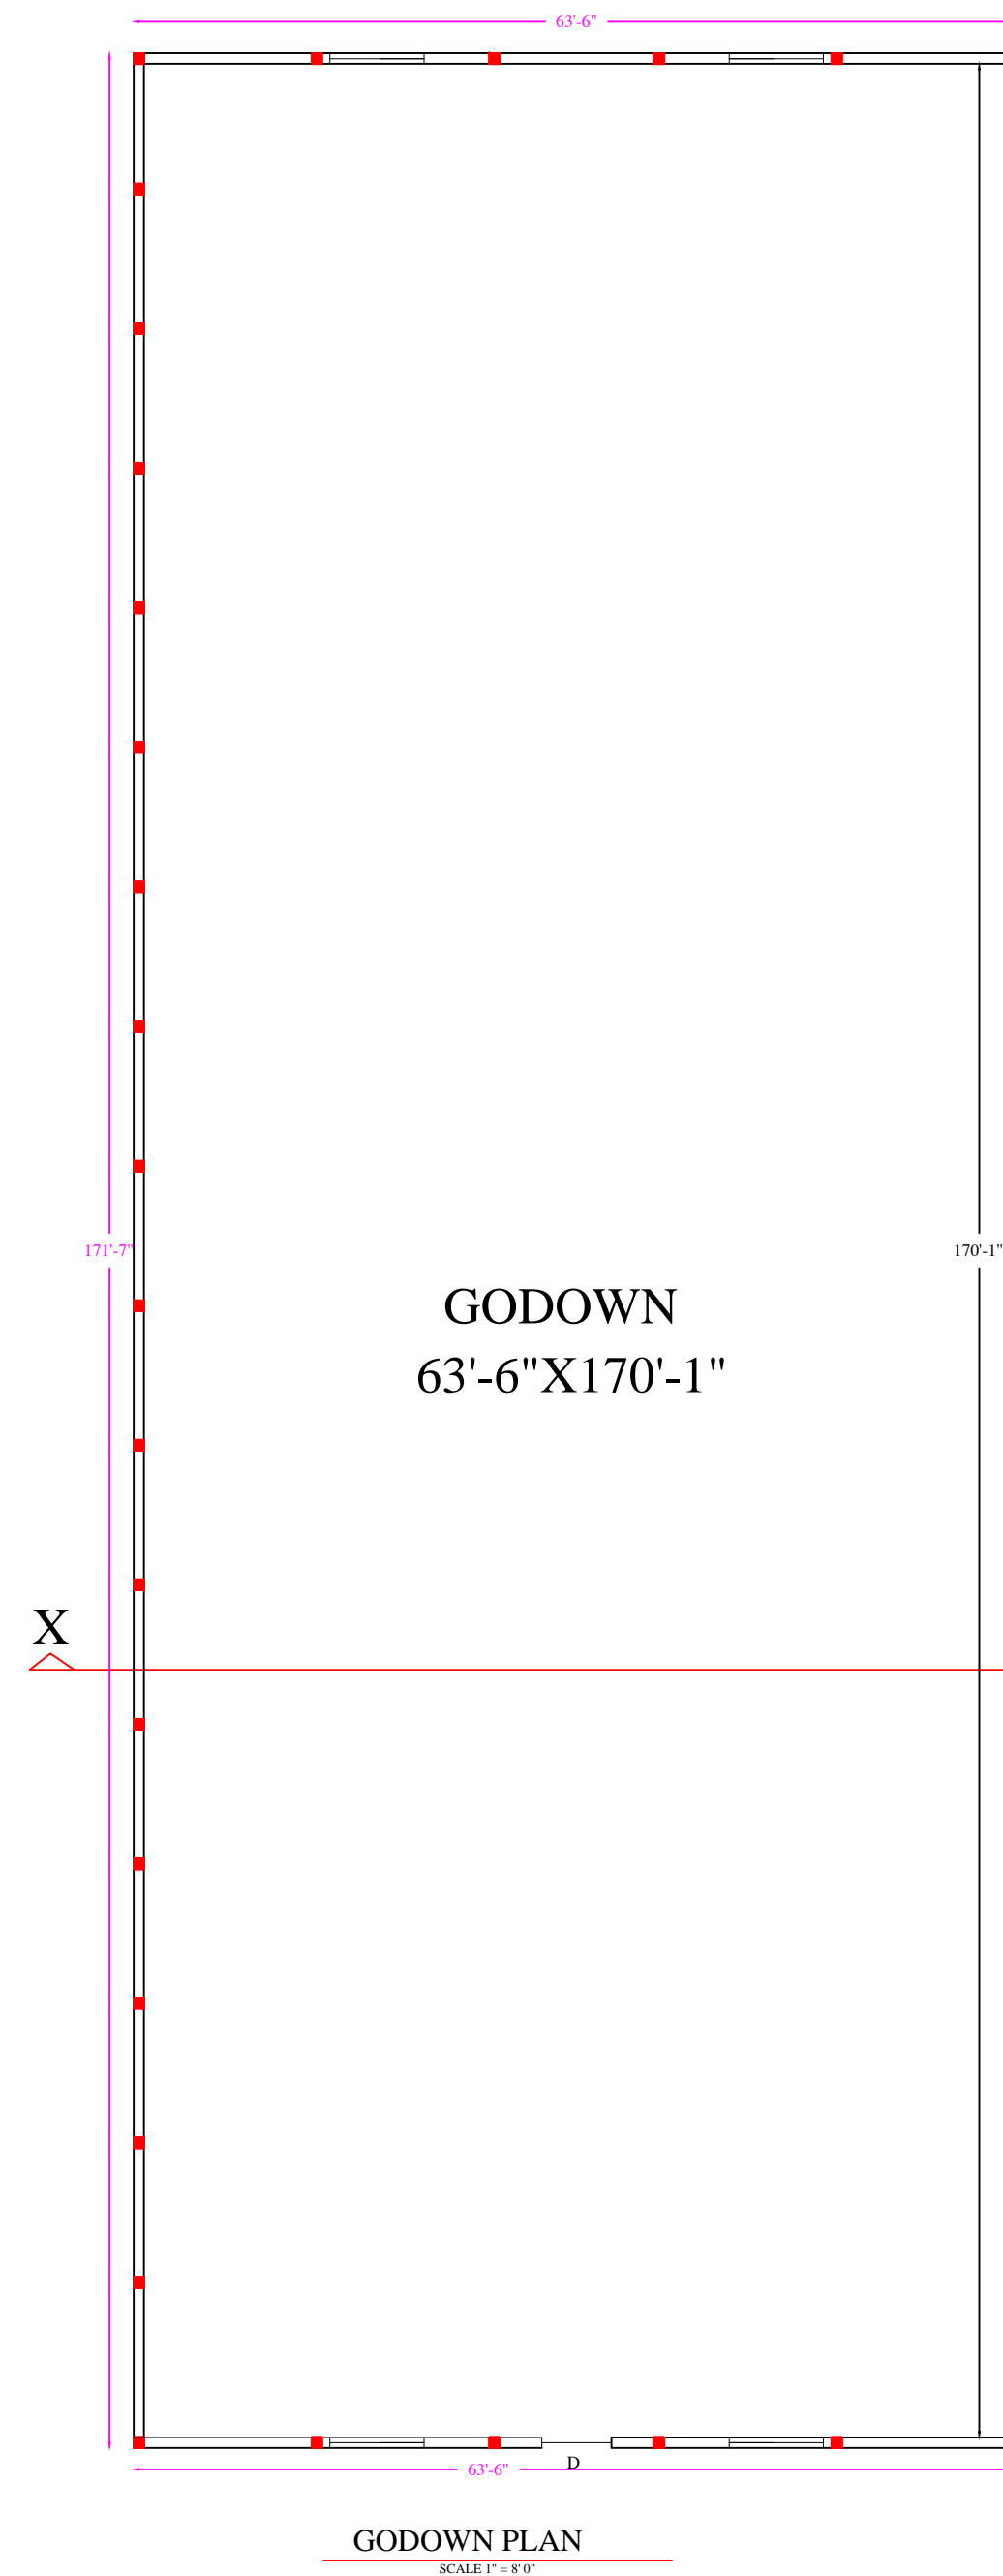 63'-6"
171'-7"
170'-1"
GODOWN
63'-6"X170'-1"
X
D
63'-6"
GODOWN PLAN
SCALE 1" = 8' 0"